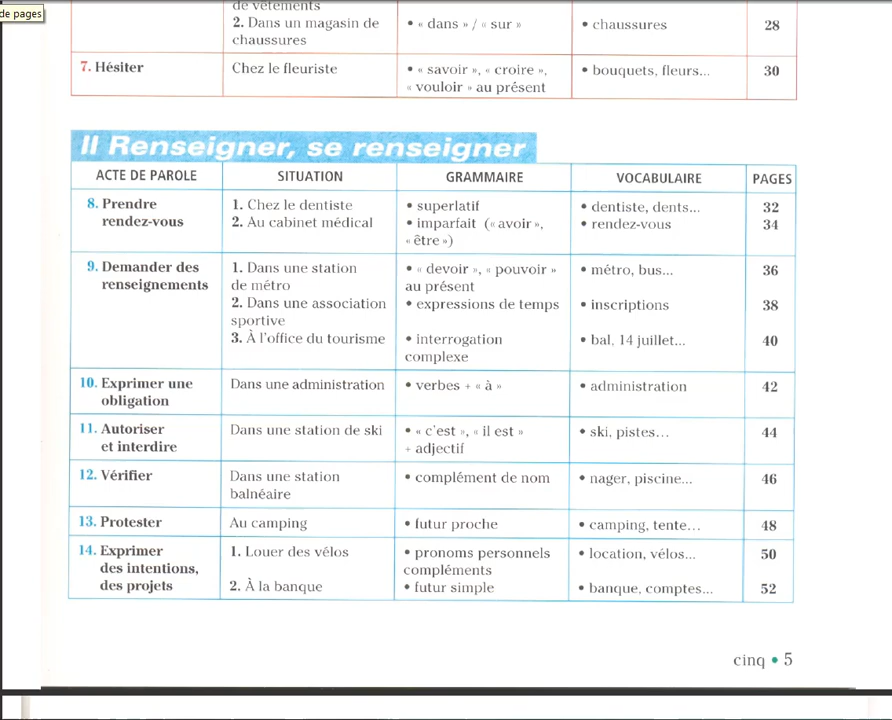 de pages
de vêtements
2. Dans un magasin de • « dans » / « sur » • chaussures 28
chaussures
7. Hésiter Chez le fleuriste • « savoir », « croire », • bouquets, fleurs... 30
« vouloir » au présent
II Renseigner, se renseigner
ACTE DE PAROLE SITUATION GRAMMAIRE VOCABULAIRE PAGES
8. Prendre 1. Chez le dentiste • superlatif • dentiste, dents... 32
rendez-vous 2. Au cabinet médical • imparfait (« avoir », • rendez-vous 34
« être »)
9. Demander des 1. Dans une station • « devoir », « pouvoir » • métro, bus... 36
renseignements de métro au présent
2. Dans une association • expressions de temps • inscriptions 38
sportive
3. À l'office du tourisme • interrogation • bal, 14 juillet... 40
complexe
10. Exprimer une Dans une administration • verbes + « à » • administration 42
obligation
11. Autoriser Dans une station de ski • « c'est », « il est » • ski, pistes... 44
et interdire + adjectif
12. Vérifier Dans une station • complément de nom • nager, piscine... 46
balnéaire
13. Protester Au camping • futur proche • camping, tente... 48
14. Exprimer 1. Louer des vélos • pronoms personnels • location, vélos... 50
des intentions, compléments
des projets 2. À la banque • futur simple • banque, comptes... 52
cinq • 5